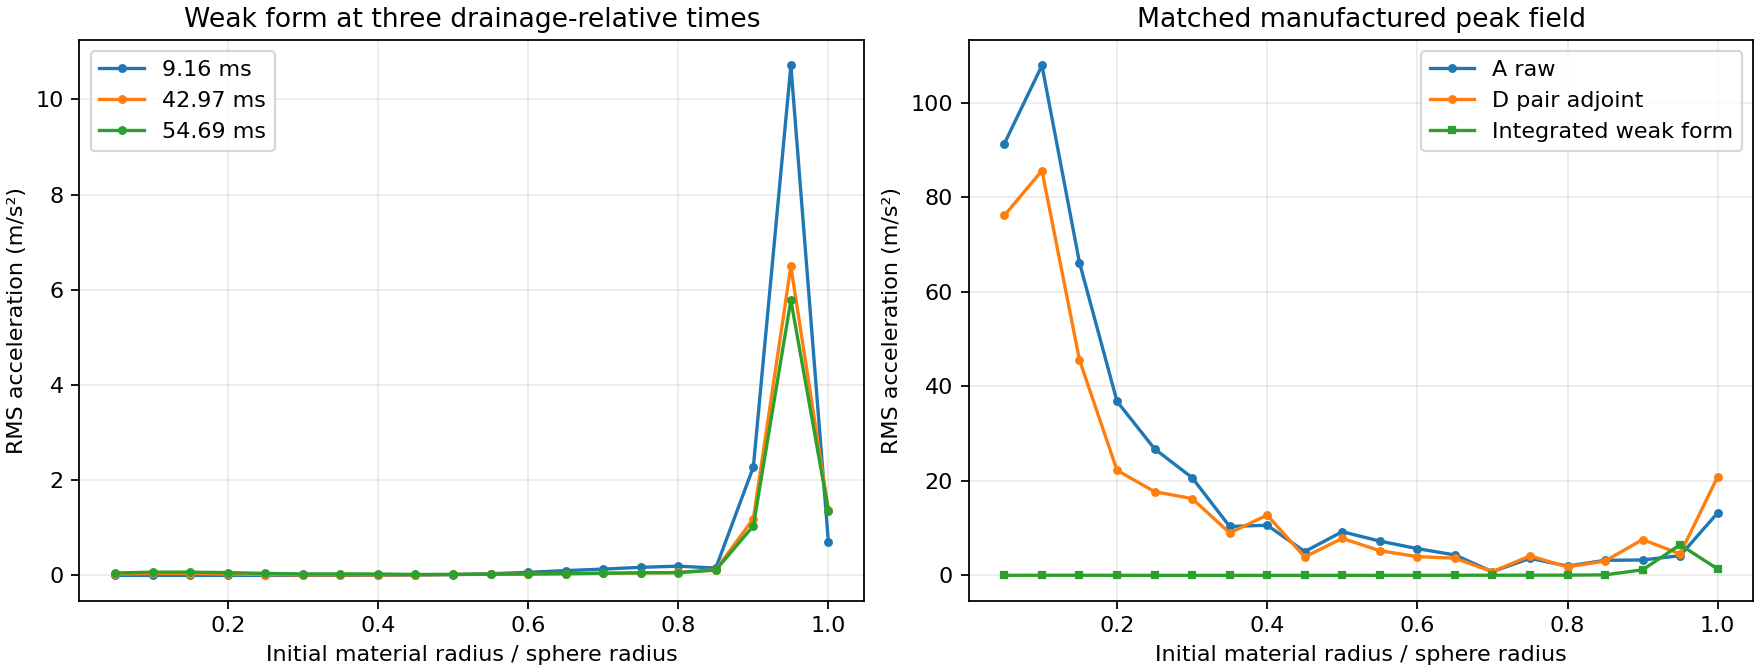 Weak form at three drainage-relative times
9.16 ms
42.97 ms
54.69 ms
RMS acceleration (m/s²)
10
8
6
4
2
0
0.2
0.4
0.6
0.8
1.0
Initial material radius / sphere radius
Matched manufactured peak field
A raw
D pair adjoint
Integrated weak form
RMS acceleration (m/s²)
100
80
60
40
20
0
0.2
0.4
0.6
0.8
1.0
Initial material radius / sphere radius